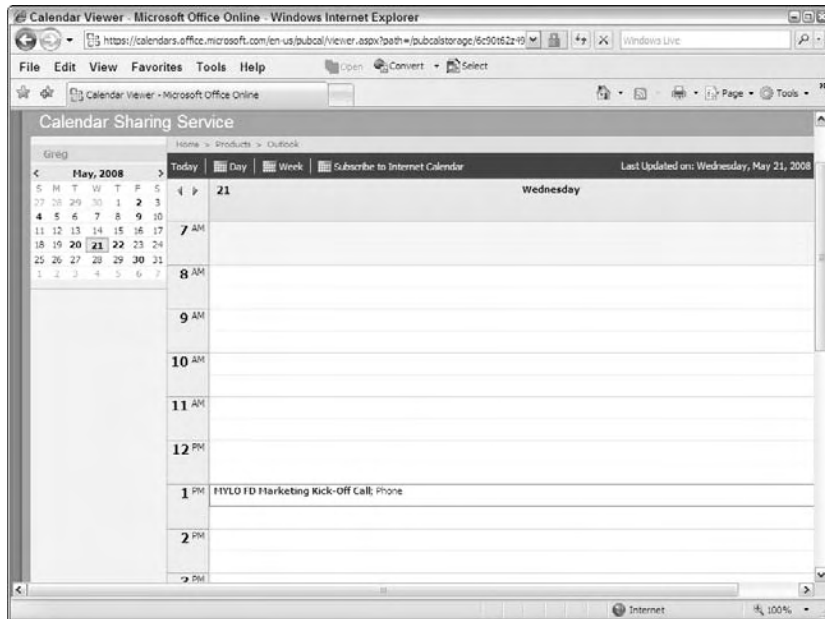 Calendar Viewer - Microsoft Office Online - Windows Internet Explorer
https://calendars.office.microsoft.com/en-us/pubcal/viewer.aspx?path=/pubcalstorage/
Windows Live
File Edit View Favorites Tools Help Open Convert Select
Calendar Viewer - Microsoft Office Online Page Tools
Calendar Sharing Service
Home > Products > Outlook
Greg
Today Day Week Subscribe to Internet Calendar Last Updated on: Wednesday, May 21, 2008
< May, 2008 >
S M T W T F S
27 28 29 30 1 2 3
4 5 6 7 8 9 10
11 12 13 14 15 16 17
18 19 20 21 22 23 24
25 26 27 28 29 30 31
1 2 3 4 5 6 7
21 Wednesday
7 AM
8 AM
9 AM
10 AM
11 AM
12 PM
1 PM MYLO FD Marketing Kick-Off Call; Phone
2 PM
3 PM
Internet 100%